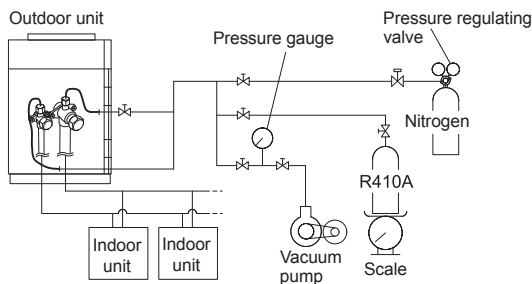 Outdoor unit
Pressure gauge
Pressure regulating
valve
Nitrogen
R410A
Indoor
unit
Indoor
unit
Vacuum
pump
Scale